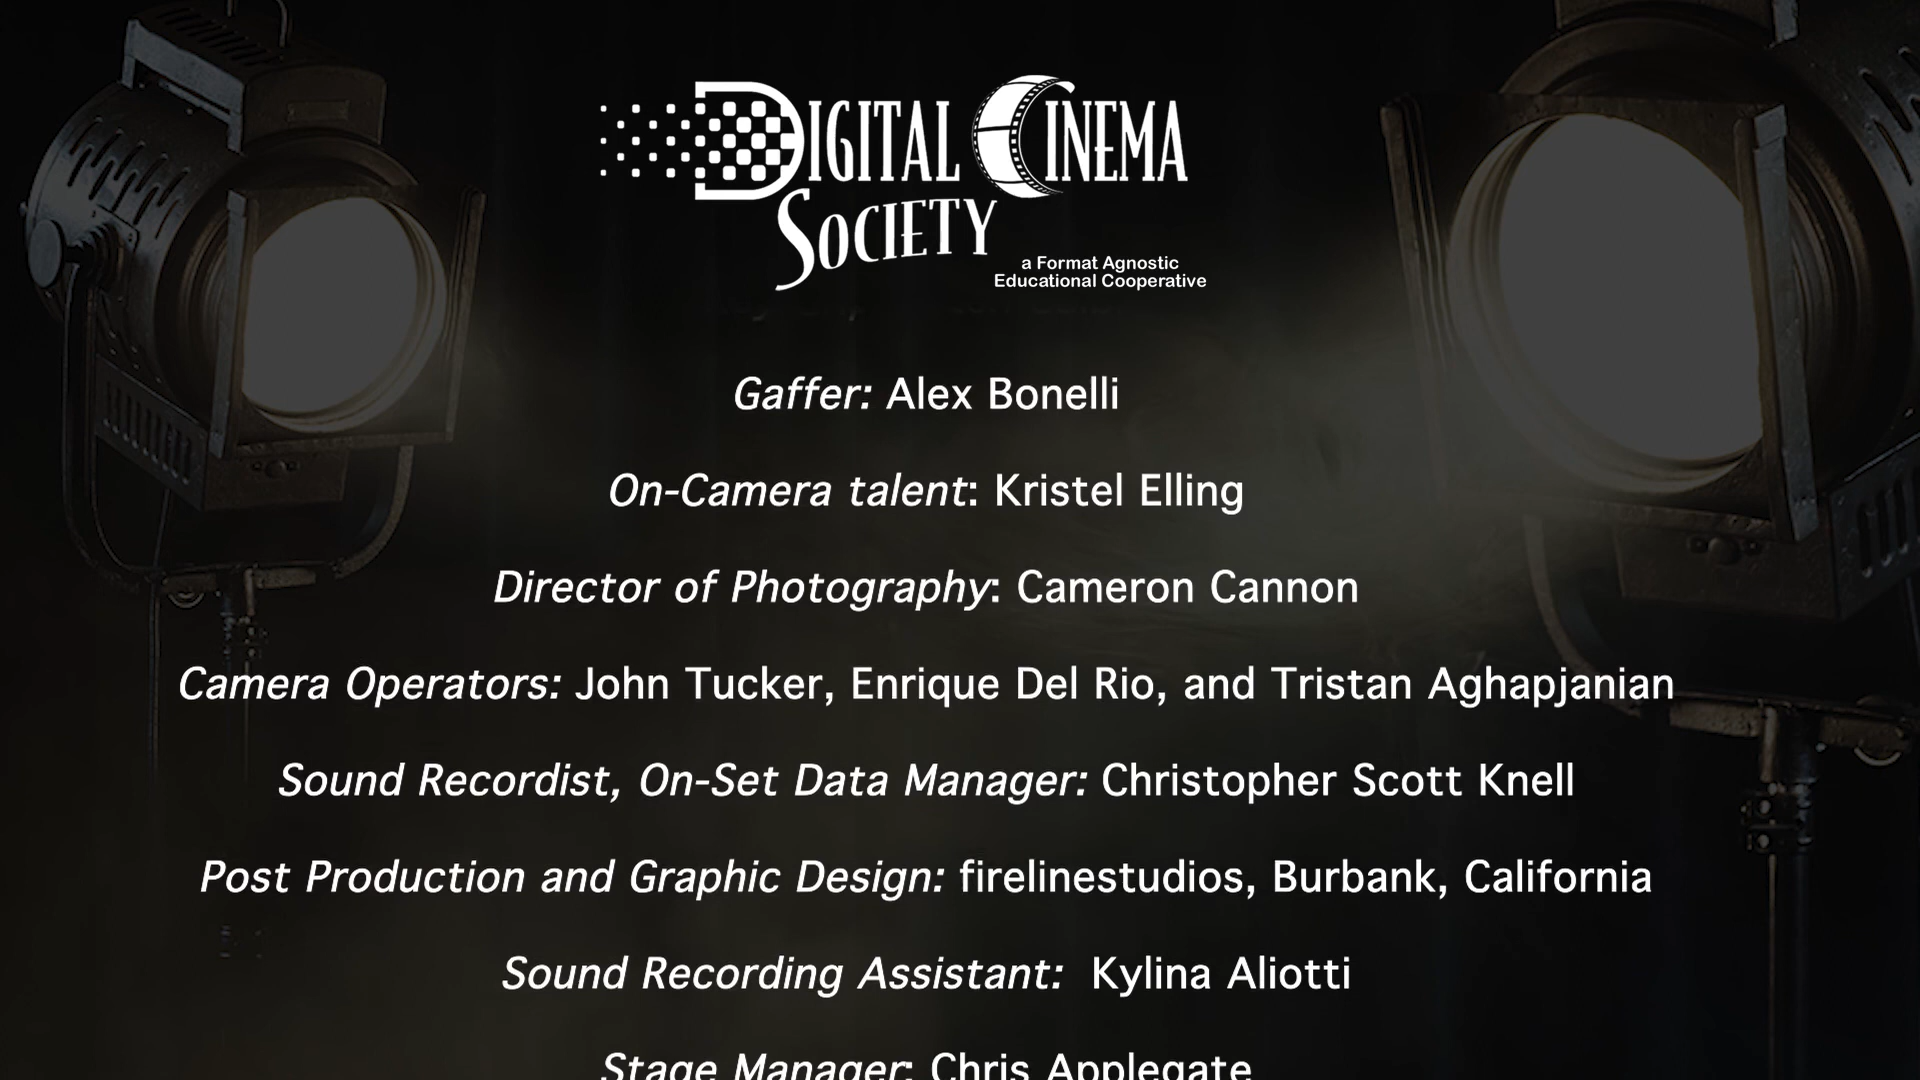 DIGITAL CINEMA
SOCIETY
a Format Agnostic
Educational Cooperative
Gaffer: Alex Bonelli
On-Camera talent: Kristel Elling
Director of Photography: Cameron Cannon
Camera Operators: John Tucker, Enrique Del Rio, and Tristan Aghapjanian
Sound Recordist, On-Set Data Manager: Christopher Scott Knell
Post Production and Graphic Design: firelinestudios, Burbank, California
Sound Recording Assistant: Kylina Aliotti
Stage Manager: Chris Applegate